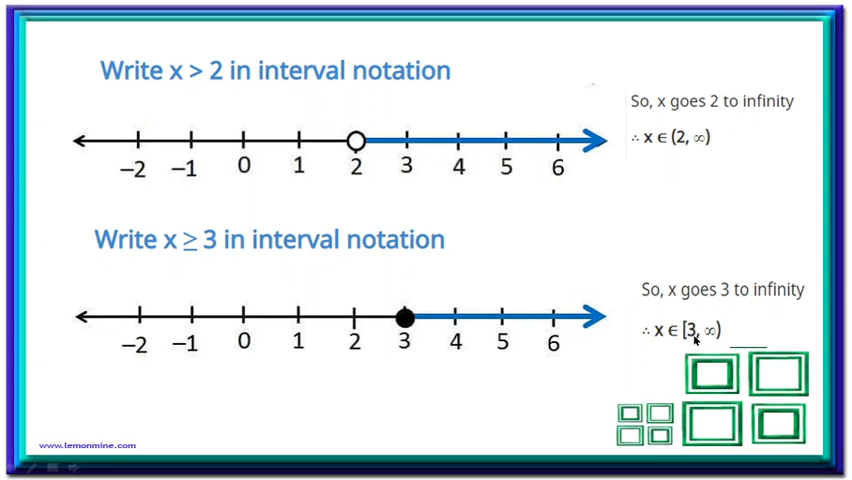 Write x > 2 in interval notation
So, x goes 2 to infinity
∴ x ∈ (2, ∞)
–2 –1 0 1 2 3 4 5 6
Write x ≥ 3 in interval notation
So, x goes 3 to infinity
∴ x ∈ [3, ∞)
–2 –1 0 1 2 3 4 5 6
www.lemonmine.com